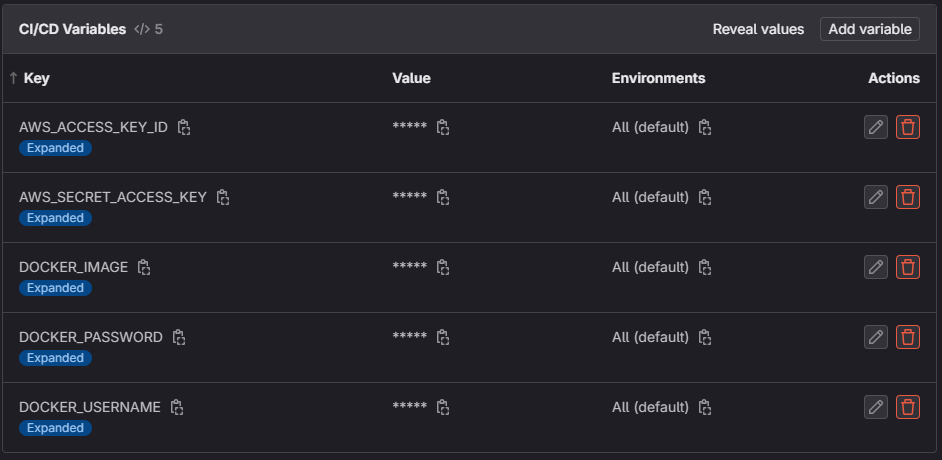 CI/CD Variables </> 5 Reveal values Add variable
↑ Key Value Environments Actions
AWS_ACCESS_KEY_ID ***** All (default)
Expanded
AWS_SECRET_ACCESS_KEY ***** All (default)
Expanded
DOCKER_IMAGE ***** All (default)
Expanded
DOCKER_PASSWORD ***** All (default)
Expanded
DOCKER_USERNAME ***** All (default)
Expanded